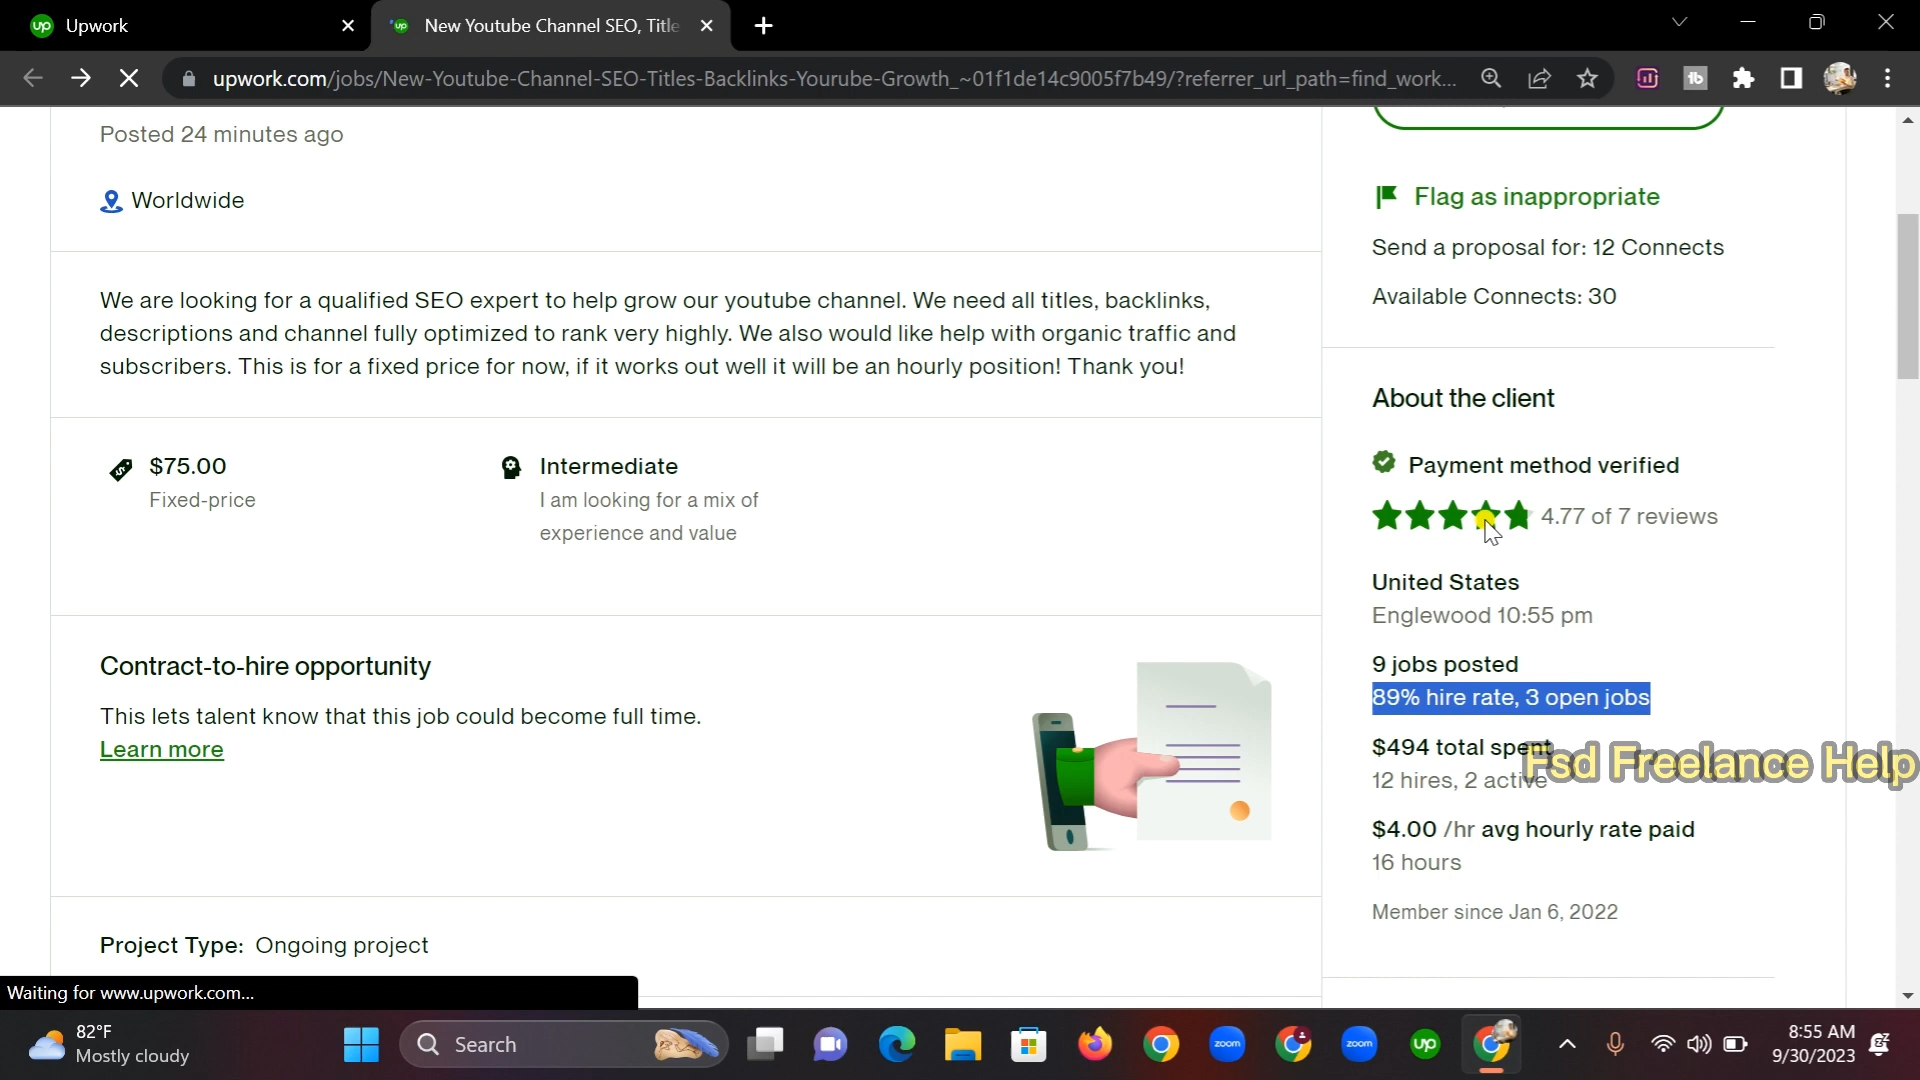 Upwork
New Youtube Channel SEO, Title
upwork.com/jobs/New-Youtube-Channel-SEO-Titles-Backlinks-Yourube-Growth_~01f1de14c9005f7b49/?referrer_url_path=find_work...
Posted 24 minutes ago
Worldwide
We are looking for a qualified SEO expert to help grow our youtube channel. We need all titles, backlinks,
descriptions and channel fully optimized to rank very highly. We also would like help with organic traffic and
subscribers. This is for a fixed price for now, if it works out well it will be an hourly position! Thank you!
$75.00
Fixed-price
Intermediate
I am looking for a mix of
experience and value
Contract-to-hire opportunity
This lets talent know that this job could become full time.
Learn more
Project Type: Ongoing project
Flag as inappropriate
Send a proposal for: 12 Connects
Available Connects: 30
About the client
Payment method verified
4.77 of 7 reviews
United States
Englewood 10:55 pm
9 jobs posted
89% hire rate, 3 open jobs
$494 total spent
12 hires, 2 active
Fsd Freelance Help
$4.00 /hr avg hourly rate paid
16 hours
Member since Jan 6, 2022
Waiting for www.upwork.com...
82°F
Mostly cloudy
Search
zoom
zoom
up
8:55 AM
9/30/2023